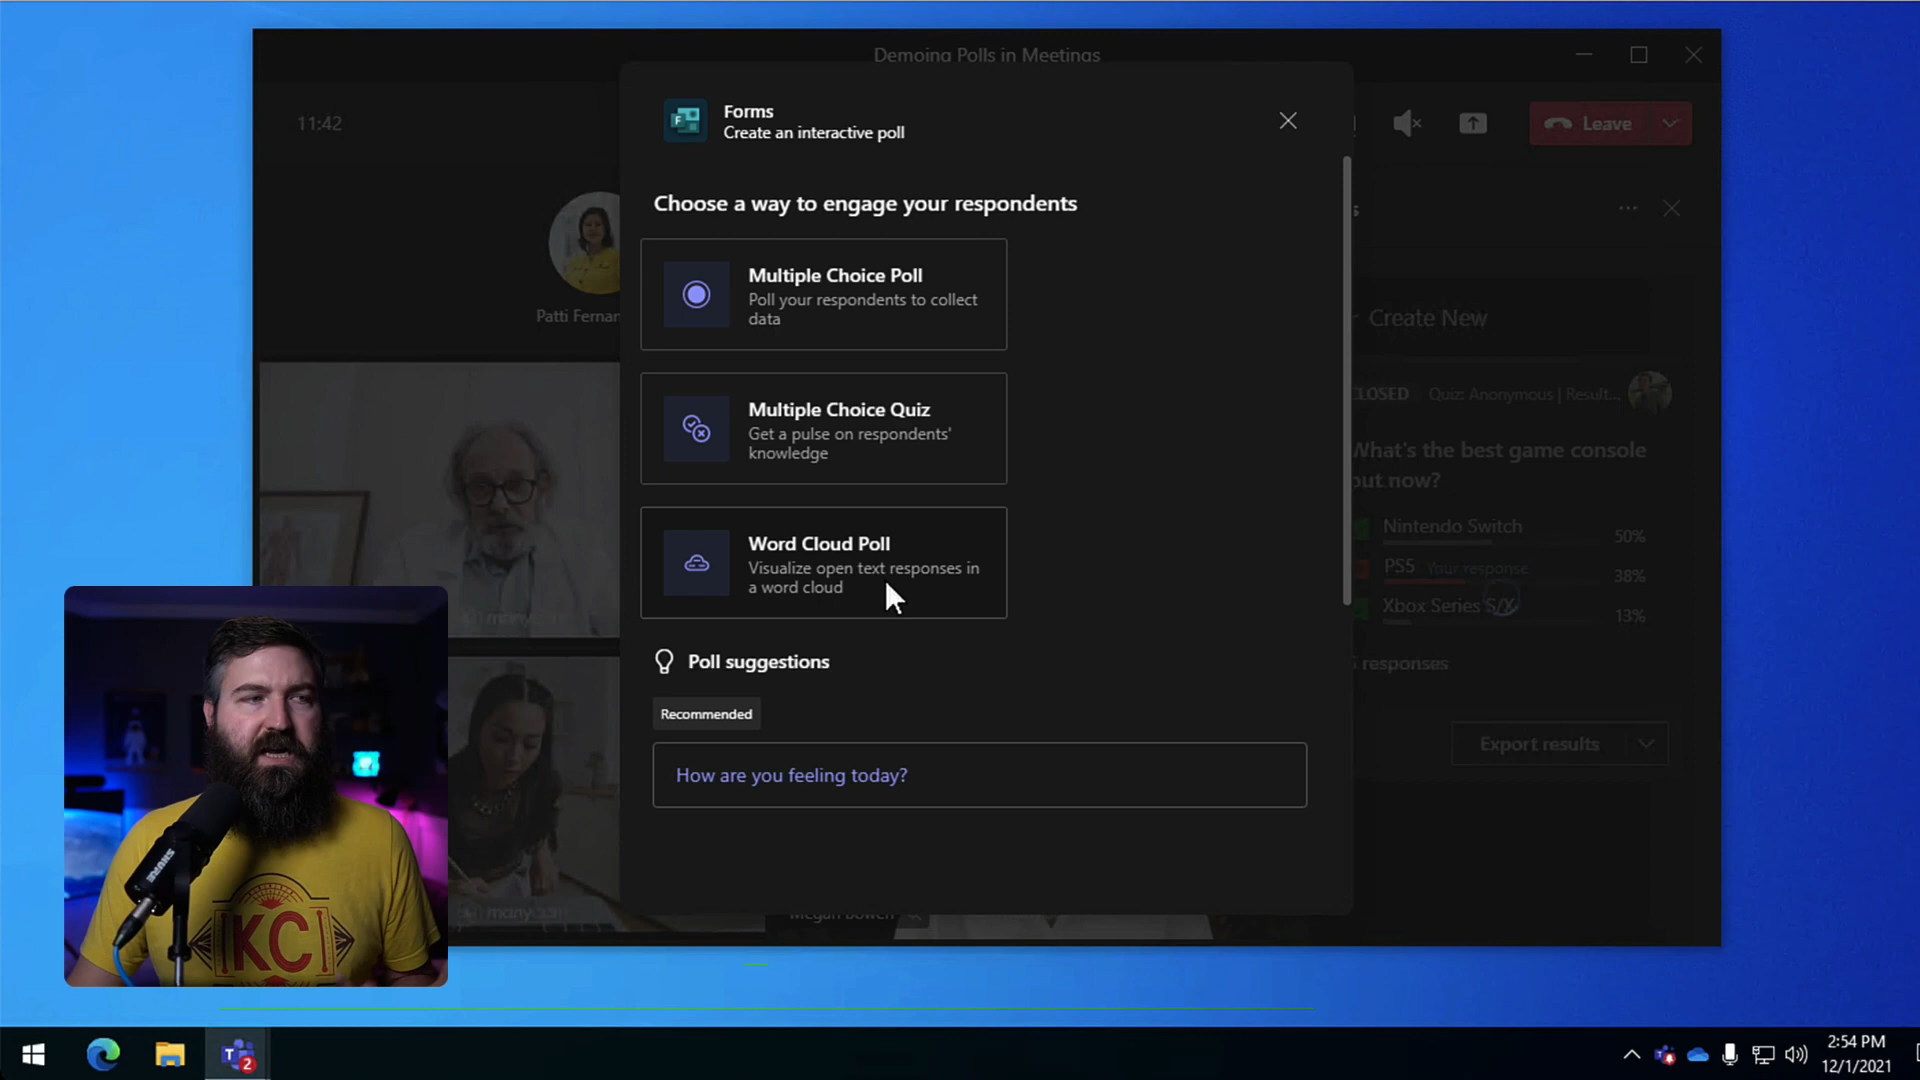 Demoing Polls in Meetings
11:42
Forms
Create an interactive poll
Leave
Choose a way to engage your respondents
Multiple Choice Poll
Poll your respondents to collect
data
Multiple Choice Quiz
Get a pulse on respondents'
knowledge
Word Cloud Poll
Visualize open text responses in
a word cloud
Poll suggestions
Recommended
How are you feeling today?
Create New
Quiz: Anonymous | Result...
What's the best game console
out now?
Nintendo Switch
50%
PS5 Your response
38%
Xbox Series S/X
13%
responses
Export results
Megan Bowen
SHURE
KC
2
2:54 PM
12/1/2021